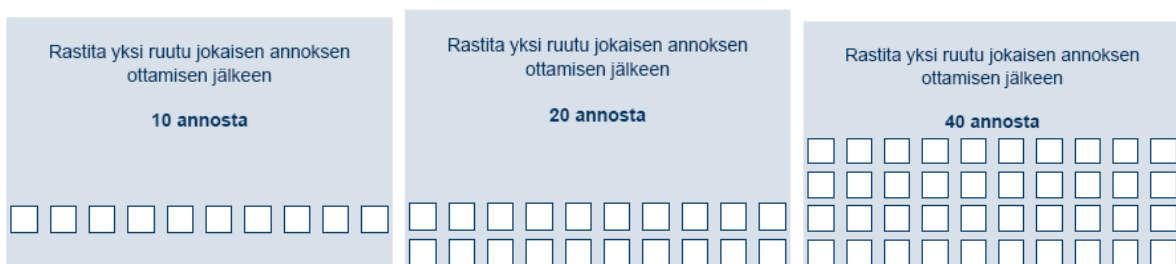 Rastita yksi ruutu jokaisen annoksen
ottamisen jälkeen
10 annosta
Rastita yksi ruutu jokaisen annoksen
ottamisen jälkeen
20 annosta
Rastita yksi ruutu jokaisen annoksen
ottamisen jälkeen
40 annosta